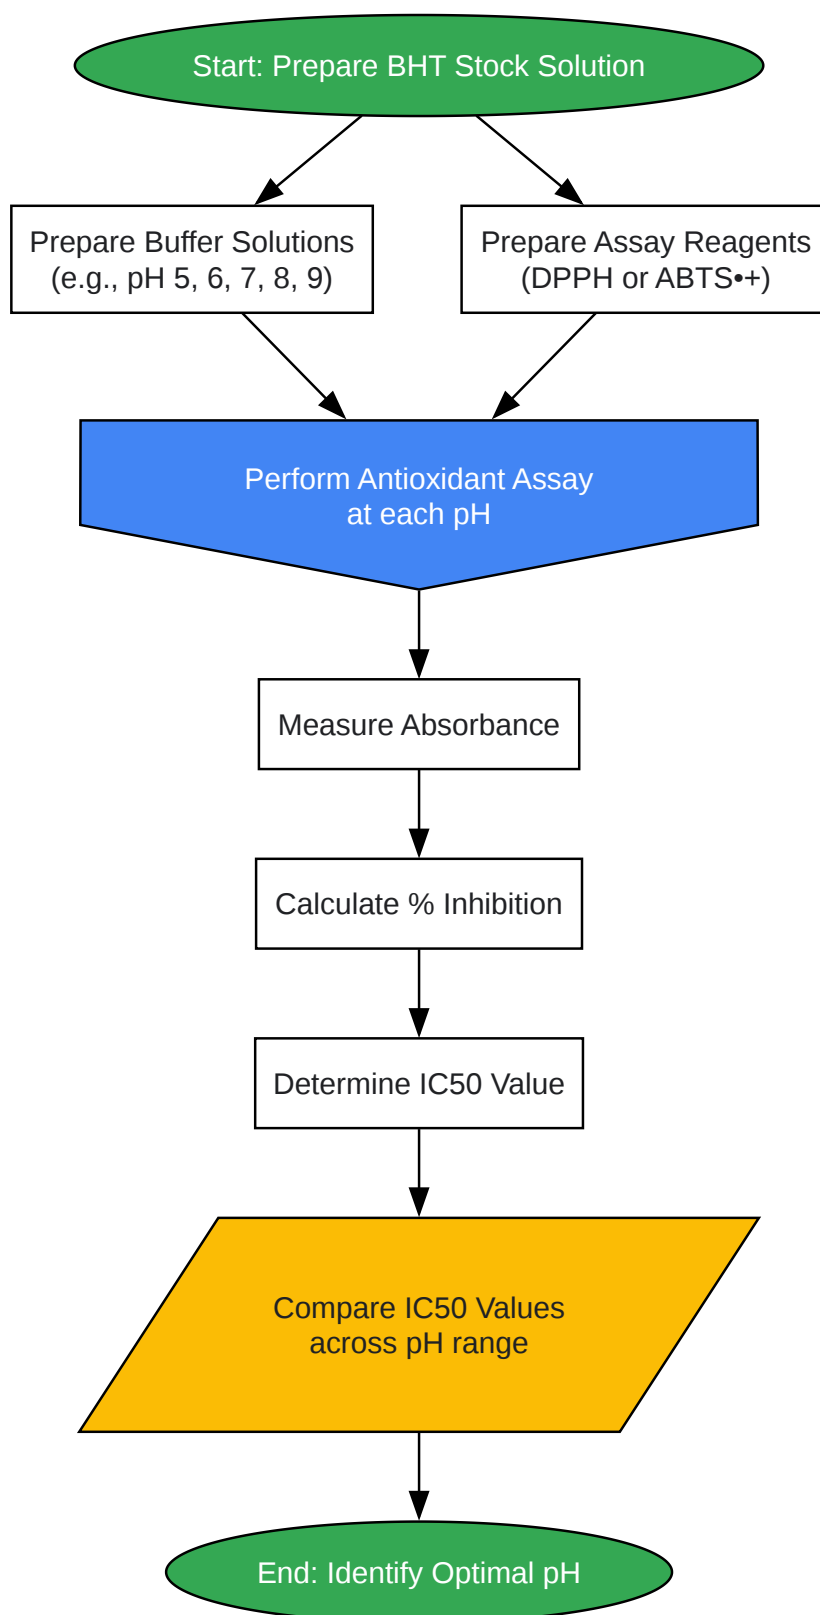 Start: Prepare BHT Stock Solution
Prepare Buffer Solutions
(e.g., pH 5, 6, 7, 8, 9)
Prepare Assay Reagents
(DPPH or ABTS•+)
Perform Antioxidant Assay
at each pH
Measure Absorbance
Calculate % Inhibition
Determine IC50 Value
Compare IC50 Values
across pH range
End: Identify Optimal pH